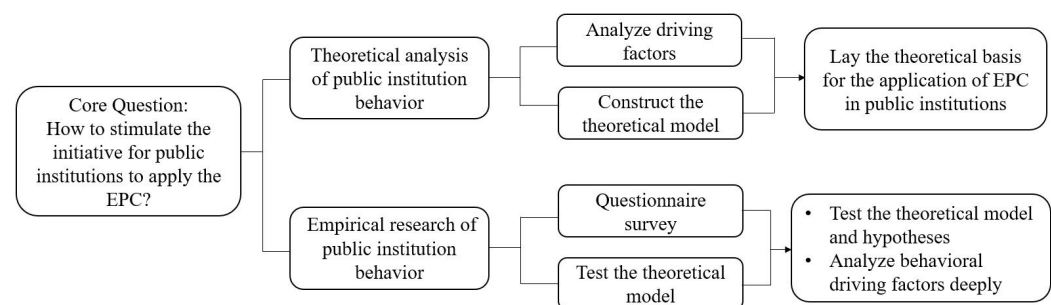 Core Question:
How to stimulate the
initiative for public
institutions to apply the
EPC?
Theoretical analysis
of public institution
behavior
Analyze driving
factors
Construct the
theoretical model
Lay the theoretical basis
for the application of EPC
in public institutions
Empirical research of
public institution
behavior
Questionnaire
survey
Test the theoretical
model
• Test the theoretical model
and hypotheses
• Analyze behavioral
driving factors deeply